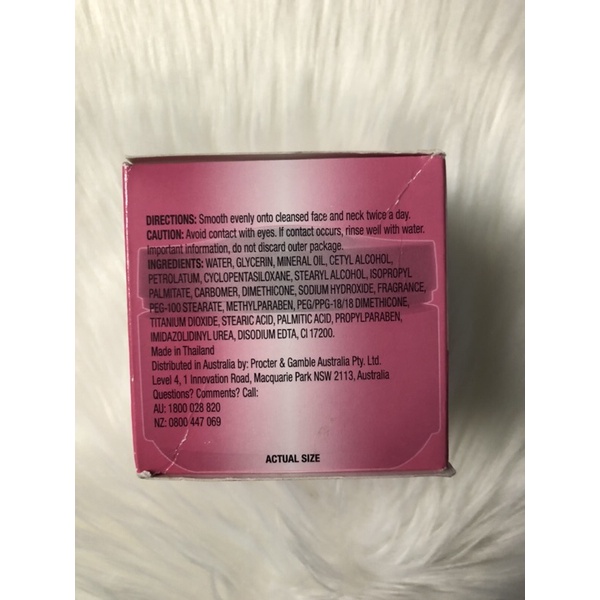 DIRECTIONS: Smooth evenly onto cleansed face and neck twice a day.
CAUTION: Avoid contact with eyes. If contact occurs, rinse well with water.
Important information, do not discard outer package.
INGREDIENTS: WATER, GLYCERIN, MINERAL OIL, CETYL ALCOHOL,
PETROLATUM, CYCLOPENTASILOXANE, STEARYL ALCOHOL, ISOPROPYL
PALMITATE, CARBOMER, DIMETHICONE, SODIUM HYDROXIDE, FRAGRANCE,
PEG-100 STEARATE, METHYLPARABEN, PEG/PPG-18/18 DIMETHICONE,
TITANIUM DIOXIDE, STEARIC ACID, PALMITIC ACID, PROPYLPARABEN,
IMIDAZOLIDINYL UREA, DISODIUM EDTA, CI 17200.
Made in Thailand
Distributed in Australia by: Procter & Gamble Australia Pty. Ltd.
Level 4, 1 Innovation Road, Macquarie Park NSW 2113, Australia
Questions? Comments? Call:
AU: 1800 028 820
NZ: 0800 447 069
ACTUAL SIZE